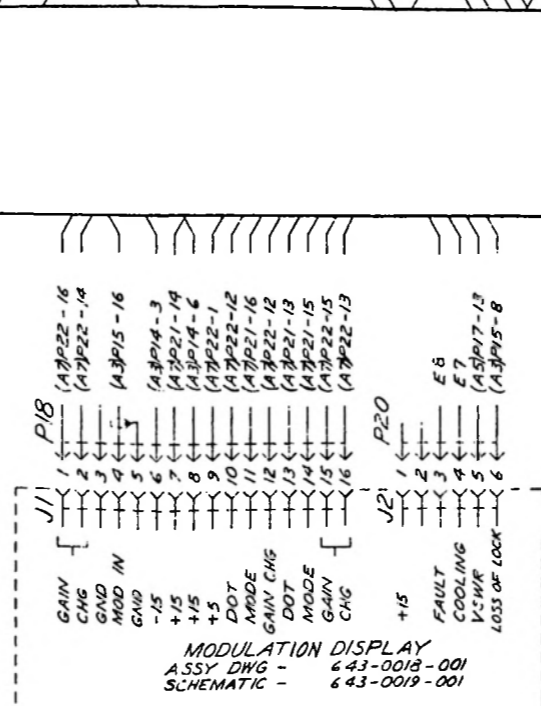 (A7)P22-16
(A7)P22-14
(A3)P15-16
(A3)P14-3
(A7)P21-14
(A3)P14-6
(A7)P22-1
(A7)P22-12
(A7)P21-16
(A7)P22-12
(A7)P21-13
(A7)P21-15
(A7)P22-15
(A7)P22-13
E8
E7
(A5)P17-13
(A3)P15-8
P18
P20
J1
1
2
3
4
5
6
7
8
9
10
11
12
13
14
15
16
J2
1
2
3
4
5
6
GAIN
CHG
GND
MOD IN
GND
-15
+15
+15
+5
DOT
MODE
GAIN CHG
DOT
MODE
GAIN
CHG
+15
FAULT
COOLING
VSWR
LOSS OF LOCK
MODULATION DISPLAY
ASSY DWG - 643-0018-001
SCHEMATIC - 643-0019-001